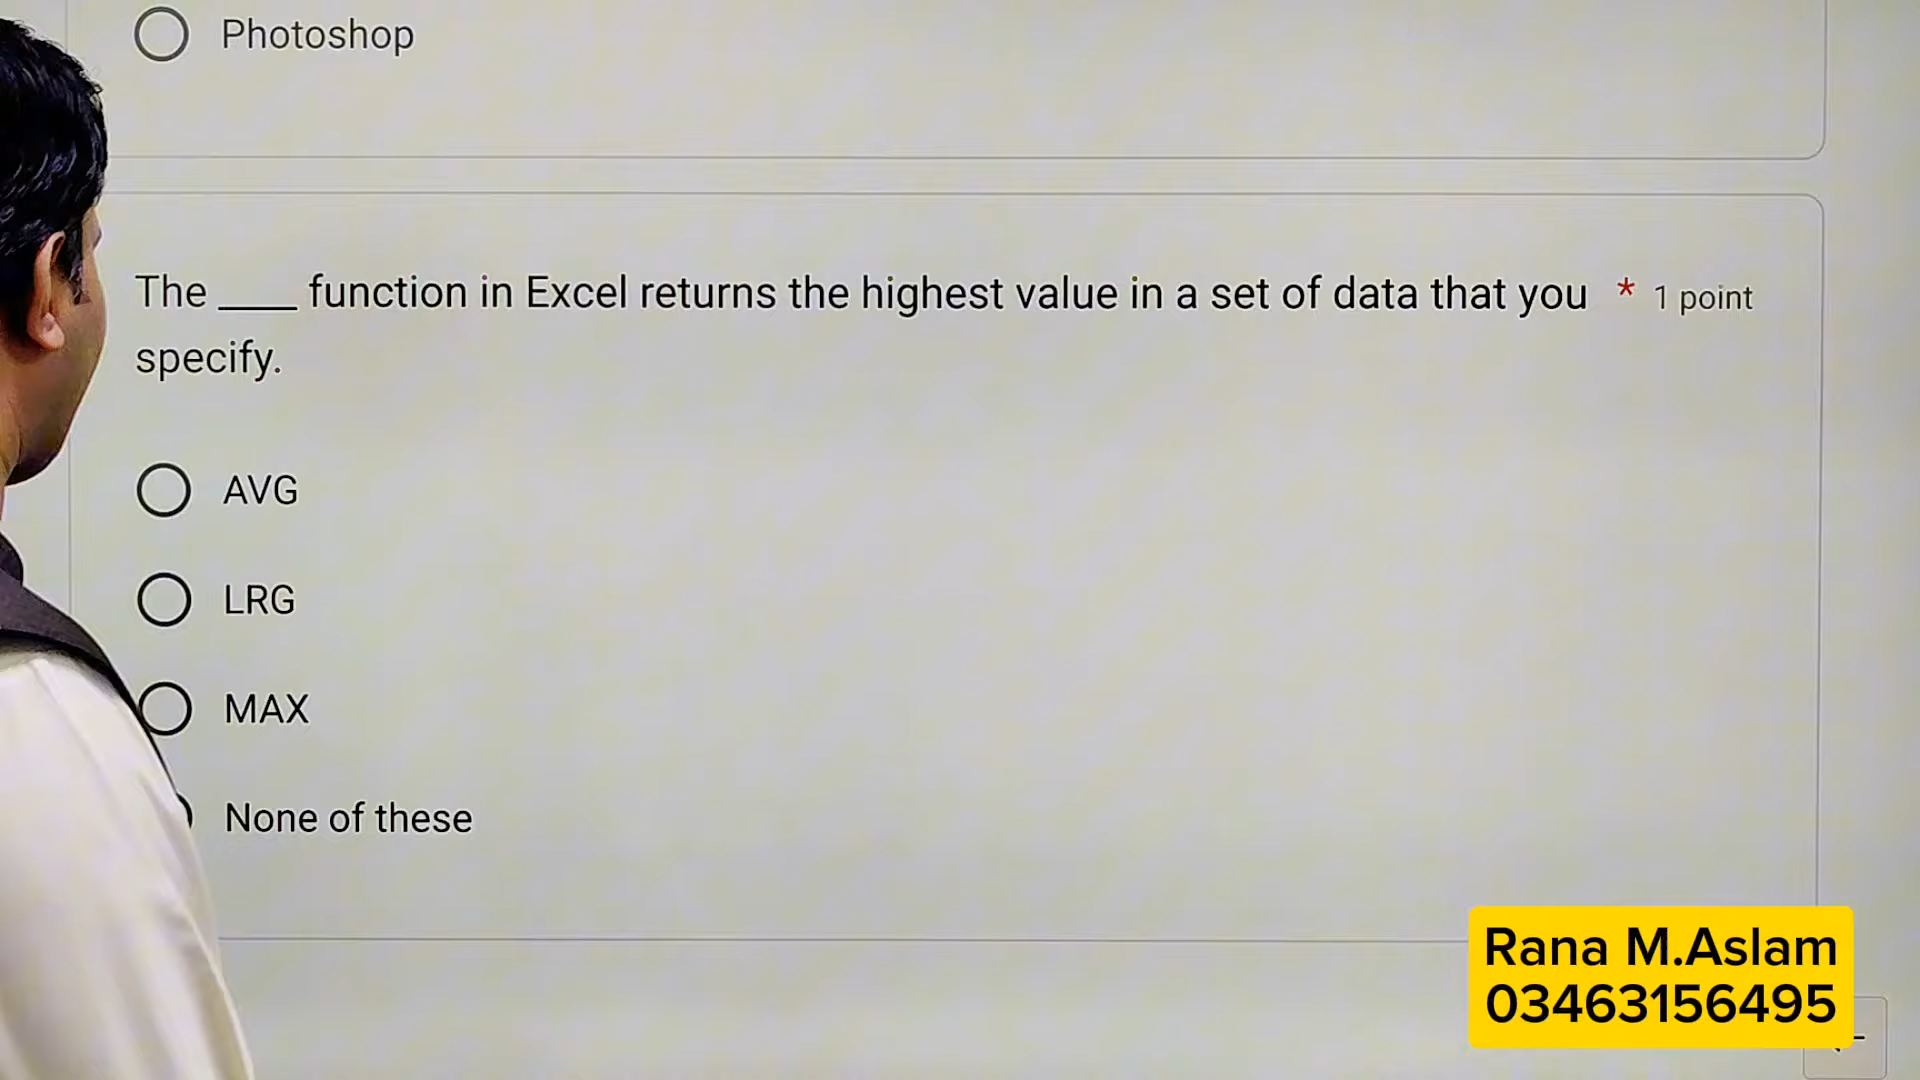 Photoshop
The ____ function in Excel returns the highest value in a set of data that you * 1 point
specify.
AVG
LRG
MAX
None of these
Rana M.Aslam
03463156495